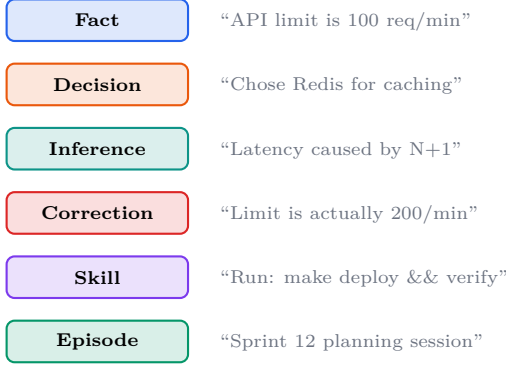 Fact “API limit is 100 req/min”
Decision “Chose Redis for caching”
Inference “Latency caused by N+1”
Correction “Limit is actually 200/min”
Skill “Run: make deploy && verify”
Episode “Sprint 12 planning session”